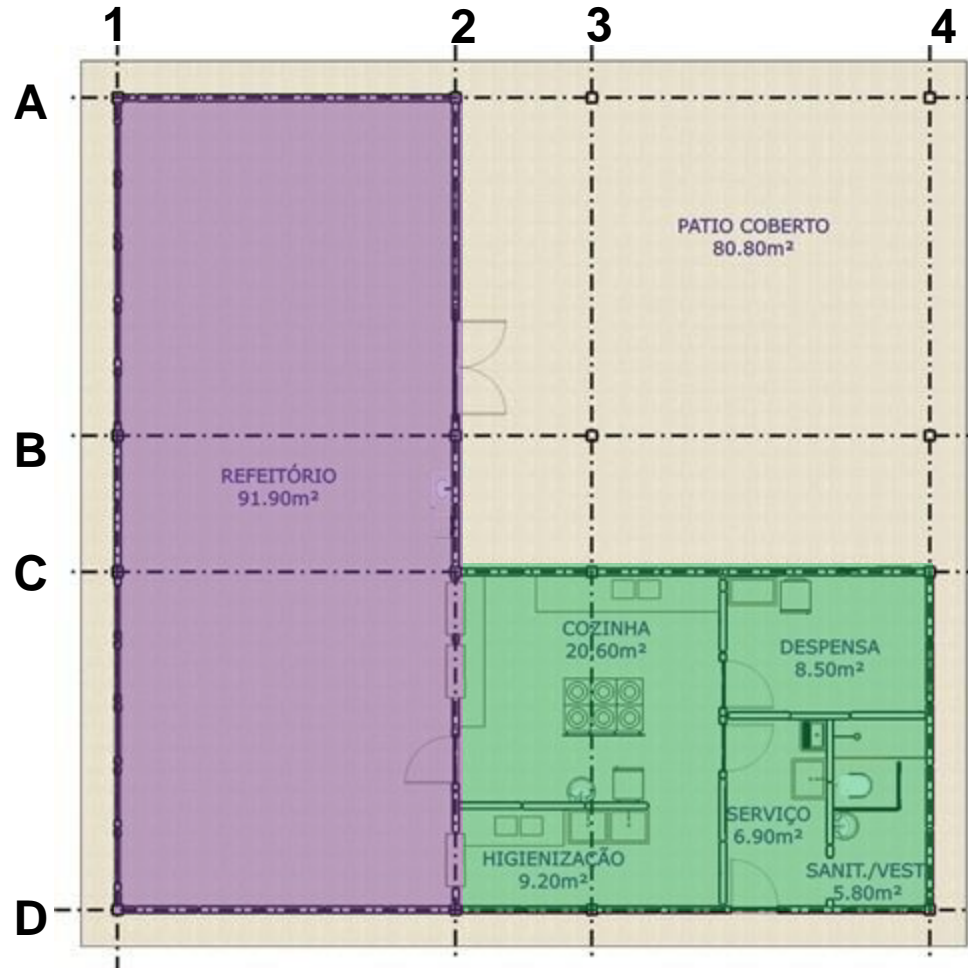 1 2 3 4
A
PATIO COBERTO
80.80m²
B
REFEITÓRIO
91.90m²
C
COZINHA
20.60m²
DESPENSA
8.50m²
SERVIÇO
6.90m²
HIGIENIZAÇÃO
9.20m²
SANIT./VEST
5.80m²
D